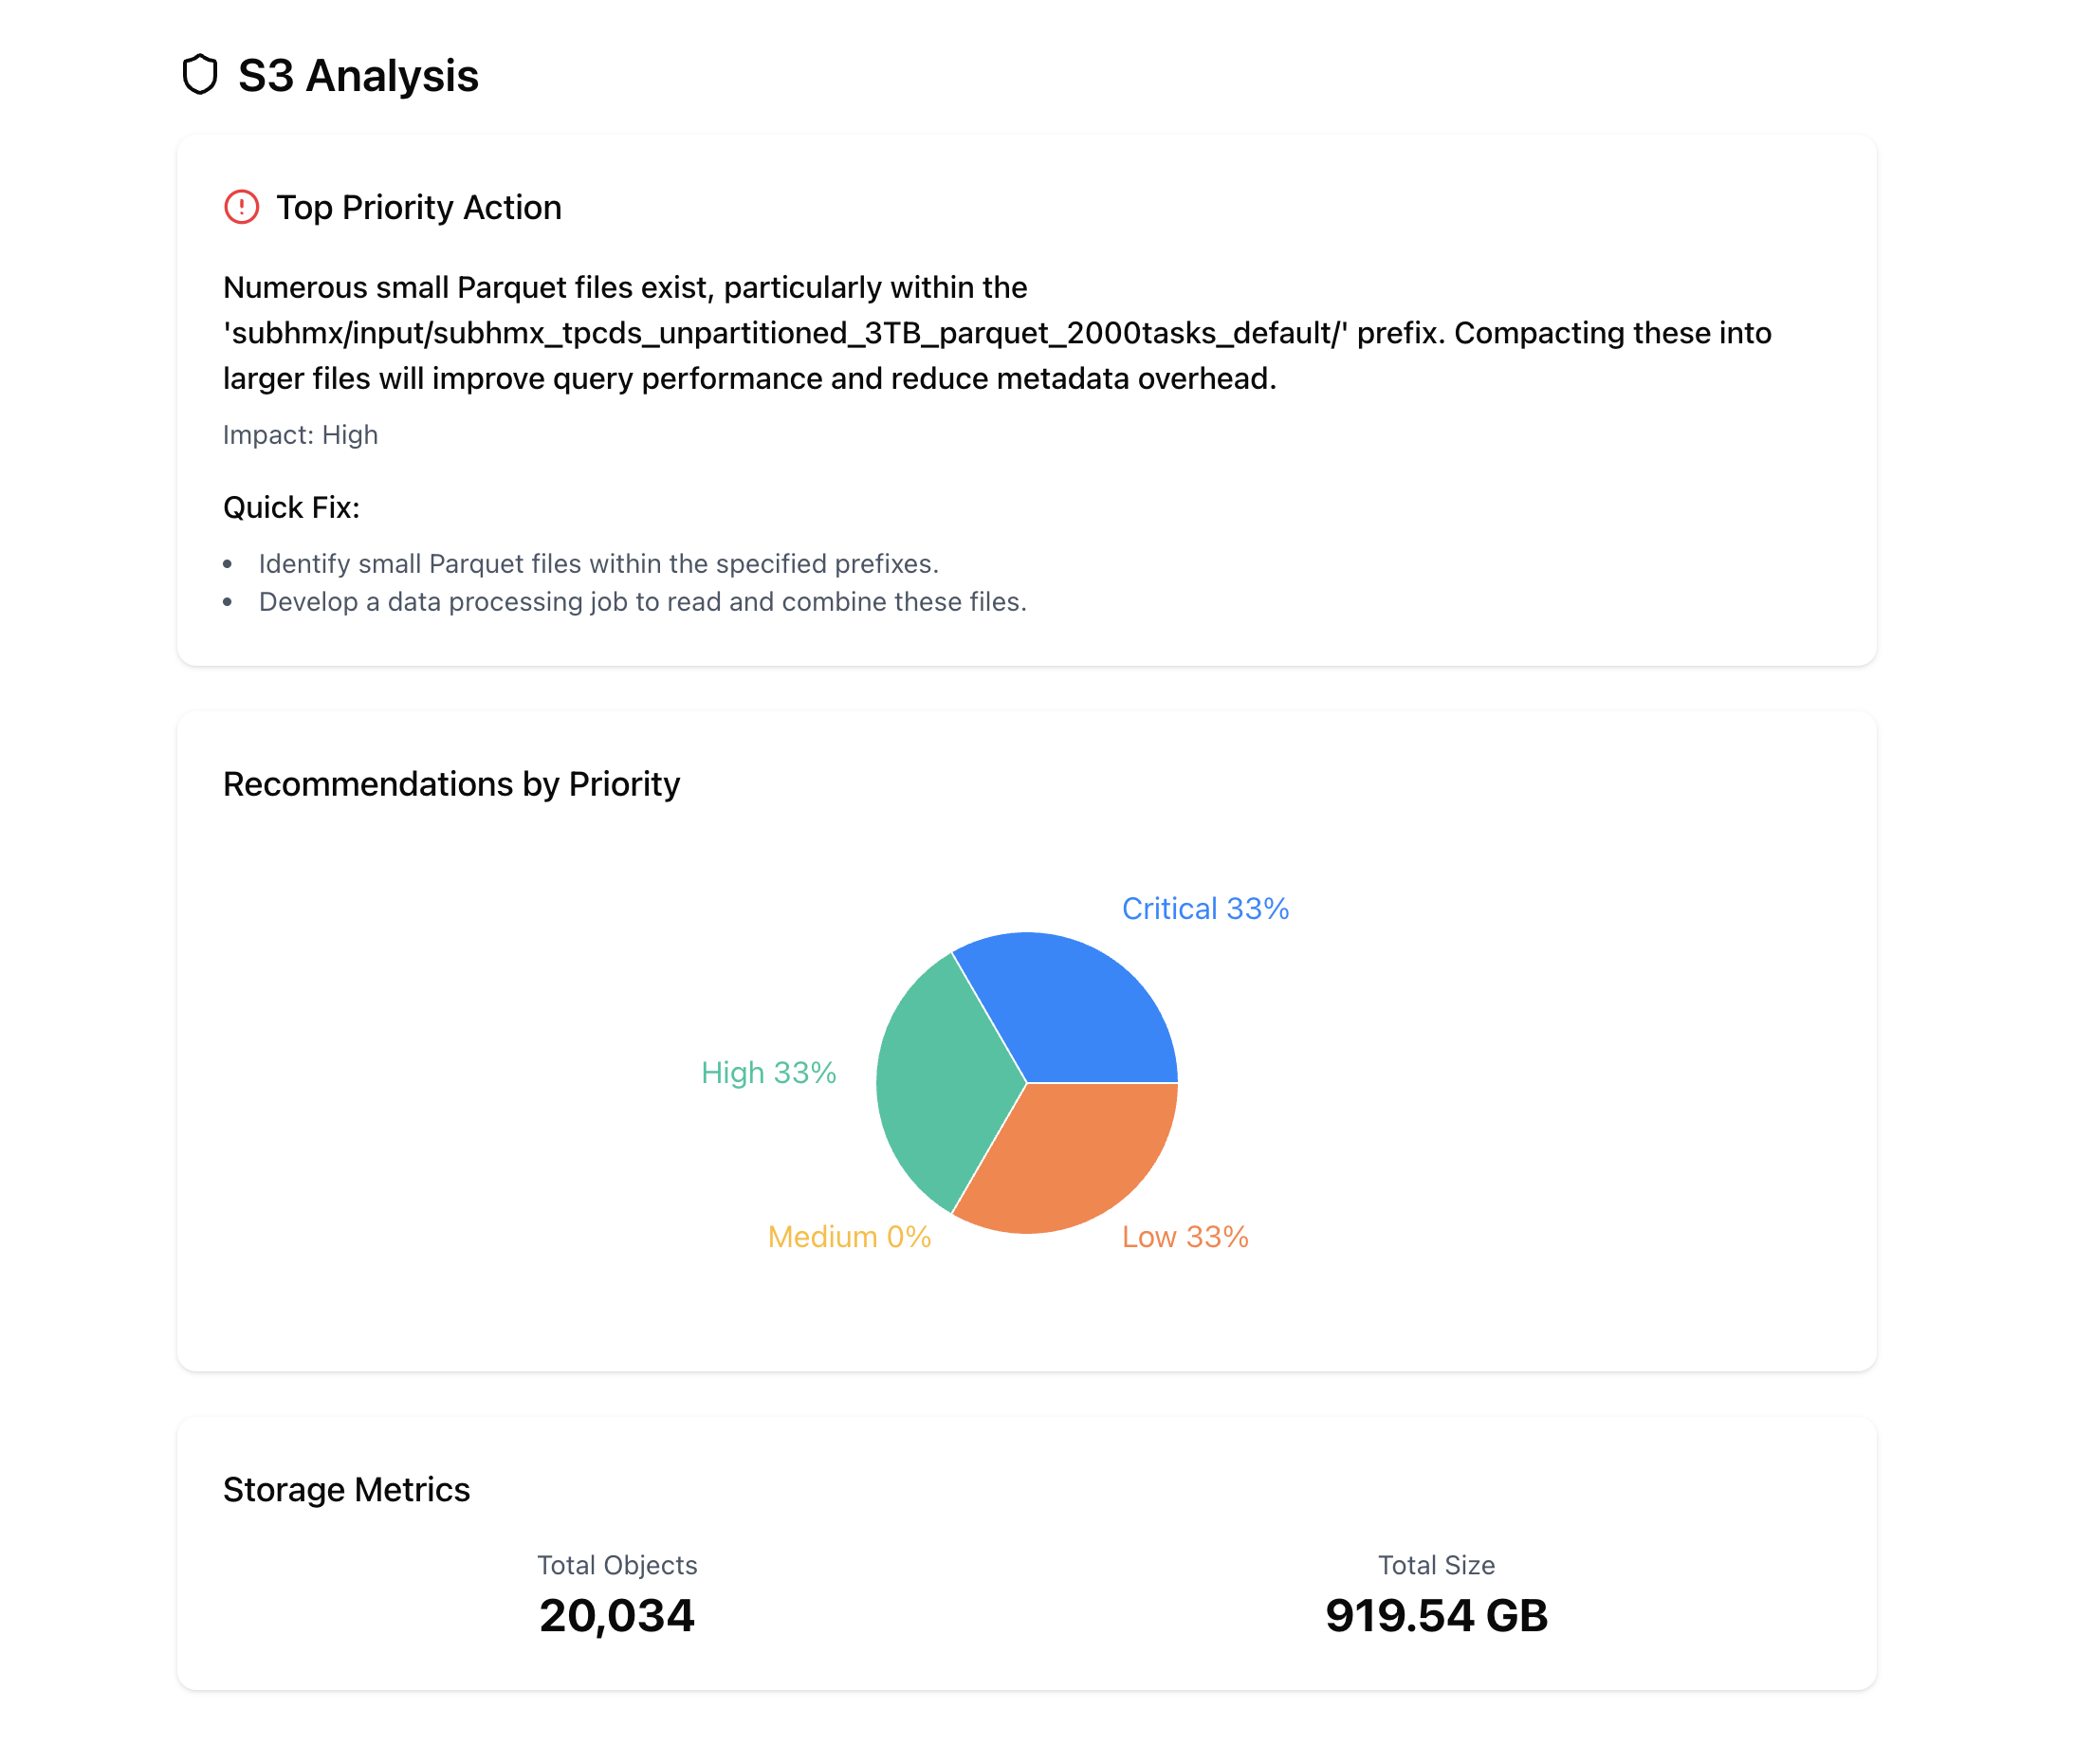 S3 Analysis
Top Priority Action
Numerous small Parquet files exist, particularly within the
'subhmx/input/subhmx_tpcds_unpartitioned_3TB_parquet_2000tasks_default/' prefix. Compacting these into
larger files will improve query performance and reduce metadata overhead.
Impact: High
Quick Fix:
• Identify small Parquet files within the specified prefixes.
• Develop a data processing job to read and combine these files.
Recommendations by Priority
Critical 33%
High 33%
Medium 0%
Low 33%
Storage Metrics
Total Objects
20,034
Total Size
919.54 GB